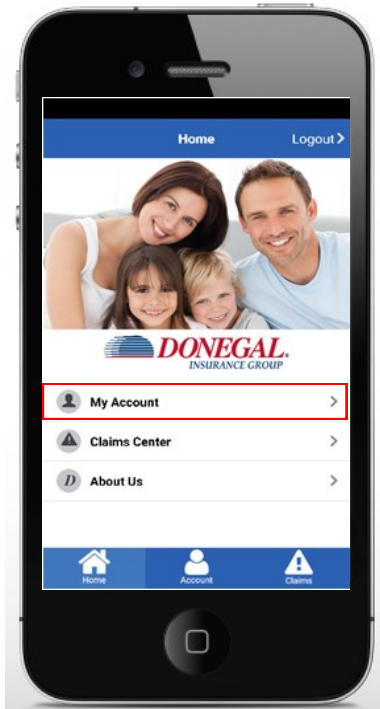 Home Logout >
DONEGAL®
INSURANCE GROUP
My Account >
Claims Center >
D About Us >
Home Account Claims